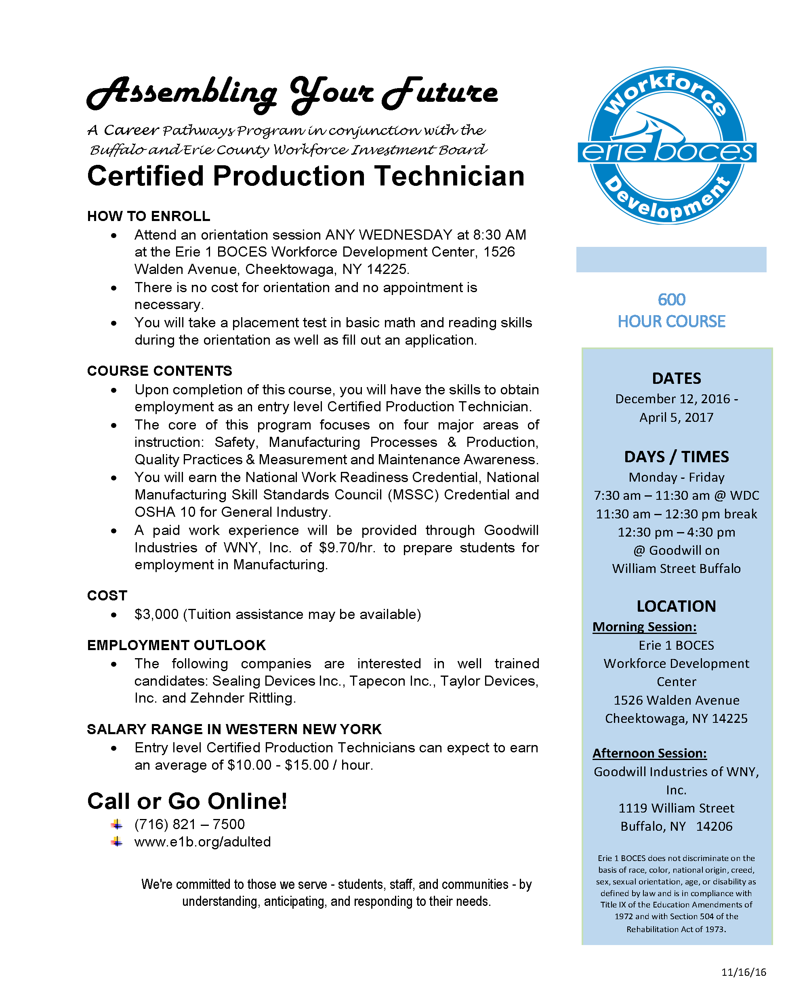 Assembling Your Future
A Career Pathways Program in conjunction with the
Buffalo and Erie County Workforce Investment Board
Certified Production Technician
HOW TO ENROLL
• Attend an orientation session ANY WEDNESDAY at 8:30 AM
at the Erie 1 BOCES Workforce Development Center, 1526
Walden Avenue, Cheektowaga, NY 14225.
• There is no cost for orientation and no appointment is
necessary.
• You will take a placement test in basic math and reading skills
during the orientation as well as fill out an application.
COURSE CONTENTS
• Upon completion of this course, you will have the skills to obtain
employment as an entry level Certified Production Technician.
• The core of this program focuses on four major areas of
instruction: Safety, Manufacturing Processes & Production,
Quality Practices & Measurement and Maintenance Awareness.
• You will earn the National Work Readiness Credential, National
Manufacturing Skill Standards Council (MSSC) Credential and
OSHA 10 for General Industry.
• A paid work experience will be provided through Goodwill
Industries of WNY, Inc. of $9.70/hr. to prepare students for
employment in Manufacturing.
COST
• $3,000 (Tuition assistance may be available)
EMPLOYMENT OUTLOOK
• The following companies are interested in well trained
candidates: Sealing Devices Inc., Tapecon Inc., Taylor Devices,
Inc. and Zehnder Rittling.
SALARY RANGE IN WESTERN NEW YORK
• Entry level Certified Production Technicians can expect to earn
an average of $10.00 - $15.00 / hour.
Call or Go Online!
(716) 821 – 7500
www.e1b.org/adulted
We're committed to those we serve - students, staff, and communities - by
understanding, anticipating, and responding to their needs.
Workforce
erie 1 boces
Development
600
HOUR COURSE
DATES
December 12, 2016 -
April 5, 2017
DAYS / TIMES
Monday - Friday
7:30 am – 11:30 am @ WDC
11:30 am – 12:30 pm break
12:30 pm – 4:30 pm
@ Goodwill on
William Street Buffalo
LOCATION
Morning Session:
Erie 1 BOCES
Workforce Development
Center
1526 Walden Avenue
Cheektowaga, NY 14225
Afternoon Session:
Goodwill Industries of WNY,
Inc.
1119 William Street
Buffalo, NY 14206
Erie 1 BOCES does not discriminate on the
basis of race, color, national origin, creed,
sex, sexual orientation, age, or disability as
defined by law and is in compliance with
Title IX of the Education Amendments of
1972 and with Section 504 of the
Rehabilitation Act of 1973.
11/16/16